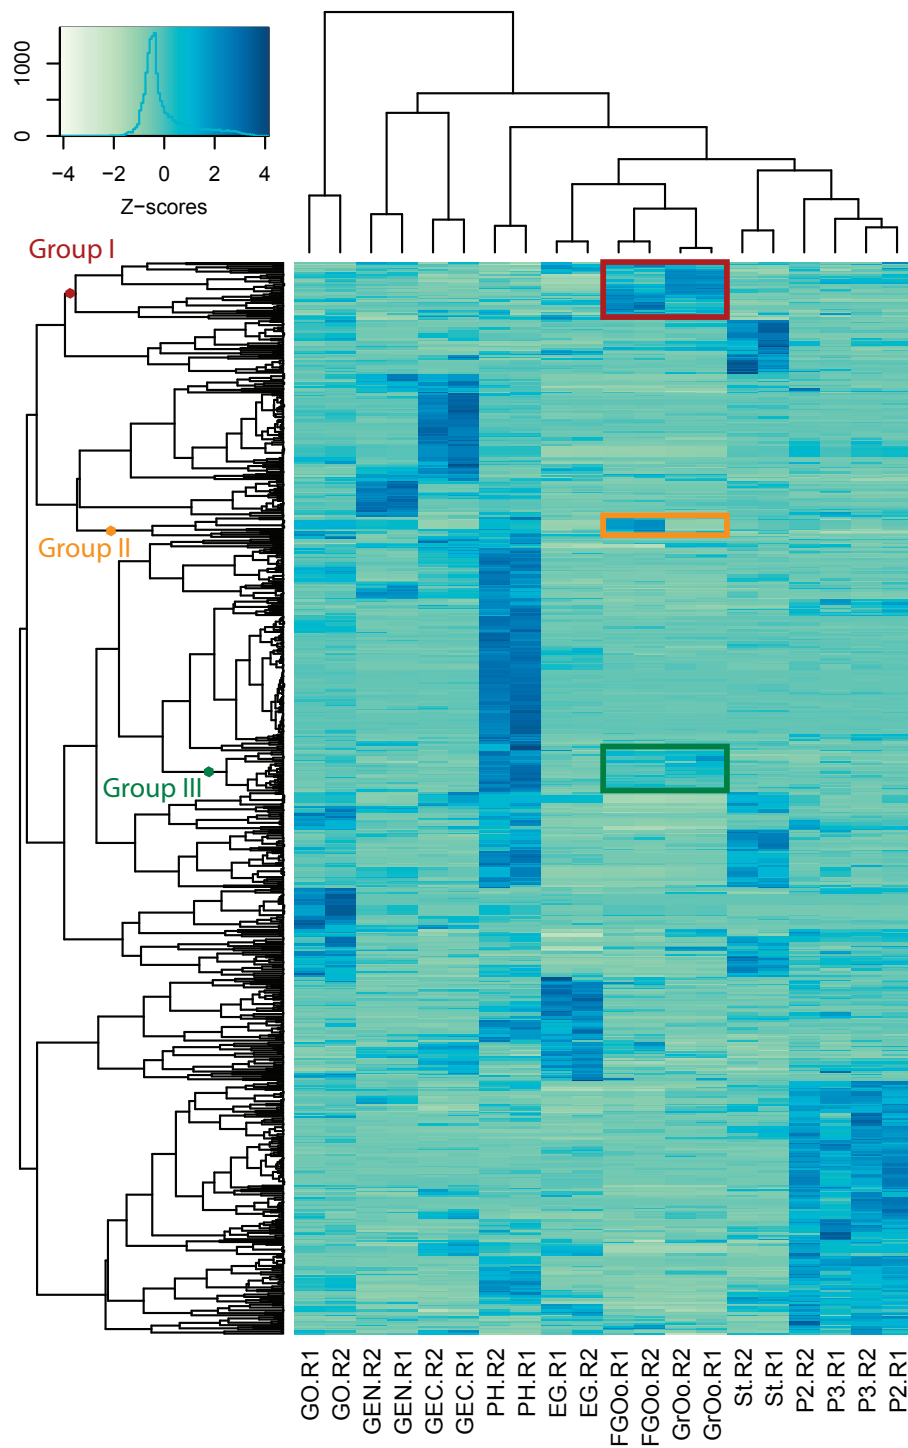 1000
0
−4 −2 0 2 4
Z−scores
Group I
Group II
Group III
GO.R1
GO.R2
GEN.R2
GEN.R1
GEC.R2
GEC.R1
PH.R2
PH.R1
EG.R1
EG.R2
FGOo.R1
FGOo.R2
GrOo.R2
GrOo.R1
St.R2
St.R1
P2.R2
P3.R1
P3.R2
P2.R1